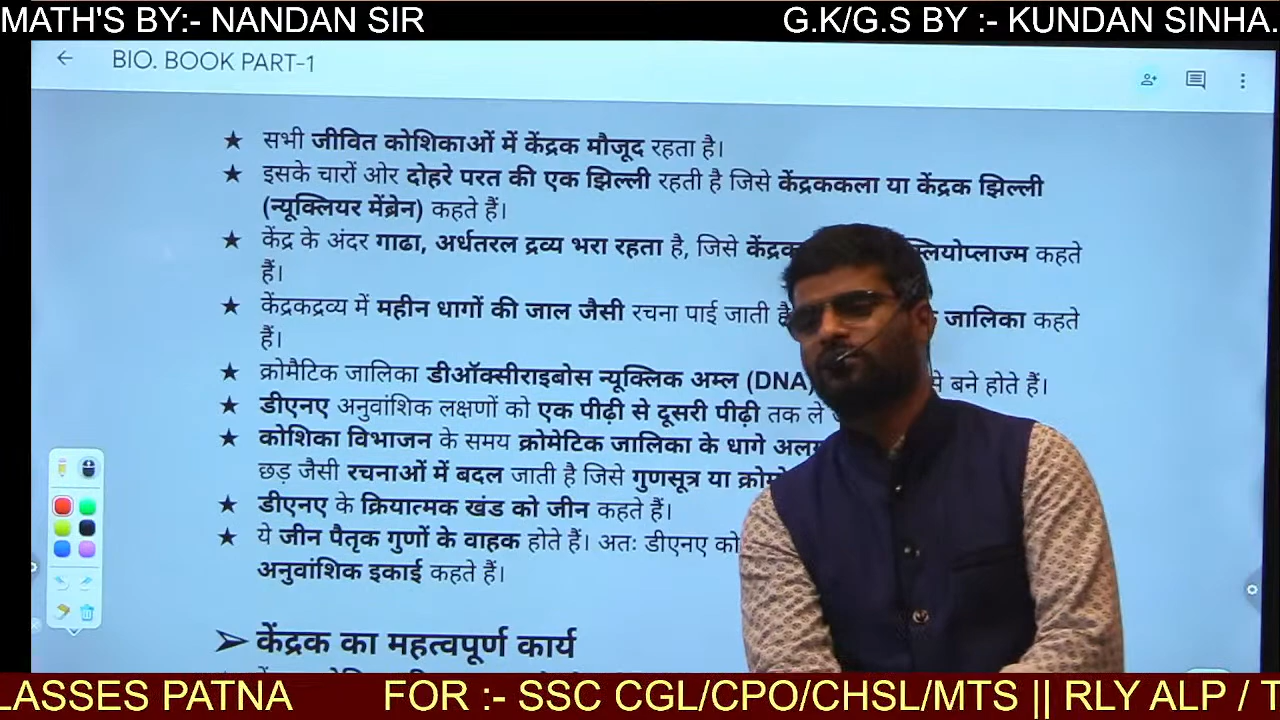 MATH'S BY:- NANDAN SIR G.K/G.S BY :- KUNDAN SINHA.
BIO. BOOK PART-1
★ सभी जीवित कोशिकाओं में केंद्रक मौजूद रहता है।
★ इसके चारों ओर दोहरे परत की एक झिल्ली रहती है जिसे केंद्रककला या केंद्रक झिल्ली
(न्यूक्लियर मेंब्रेन) कहते हैं।
★ केंद्र के अंदर गाढा, अर्धतरल द्रव्य भरा रहता है, जिसे कहते
हैं।
★ केंद्रकद्रव्य में महीन धागों की जाल जैसी रचना पाई जाती जालिका कहते
हैं।
★ क्रोमैटिक जालिका डीऑक्सीराइबोस न्यूक्लिक अम्ल (DNA) से बने होते हैं।
★ डीएनए अनुवांशिक लक्षणों को एक पीढ़ी से दूसरी पीढ़ी तक ले
★ कोशिका विभाजन के समय क्रोमेटिक जालिका के धागे
छड़ जैसी रचनाओं में बदल जाती है जिसे गुणसूत्र या
★ डीएनए के क्रियात्मक खंड को जीन कहते हैं।
★ ये जीन पैतृक गुणों के वाहक होते हैं। अतः डीएनए को
अनुवांशिक इकाई कहते हैं।
➢ केंद्रक का महत्वपूर्ण कार्य
LASSES PATNA FOR :- SSC CGL/CPO/CHSL/MTS || RLY ALP / T